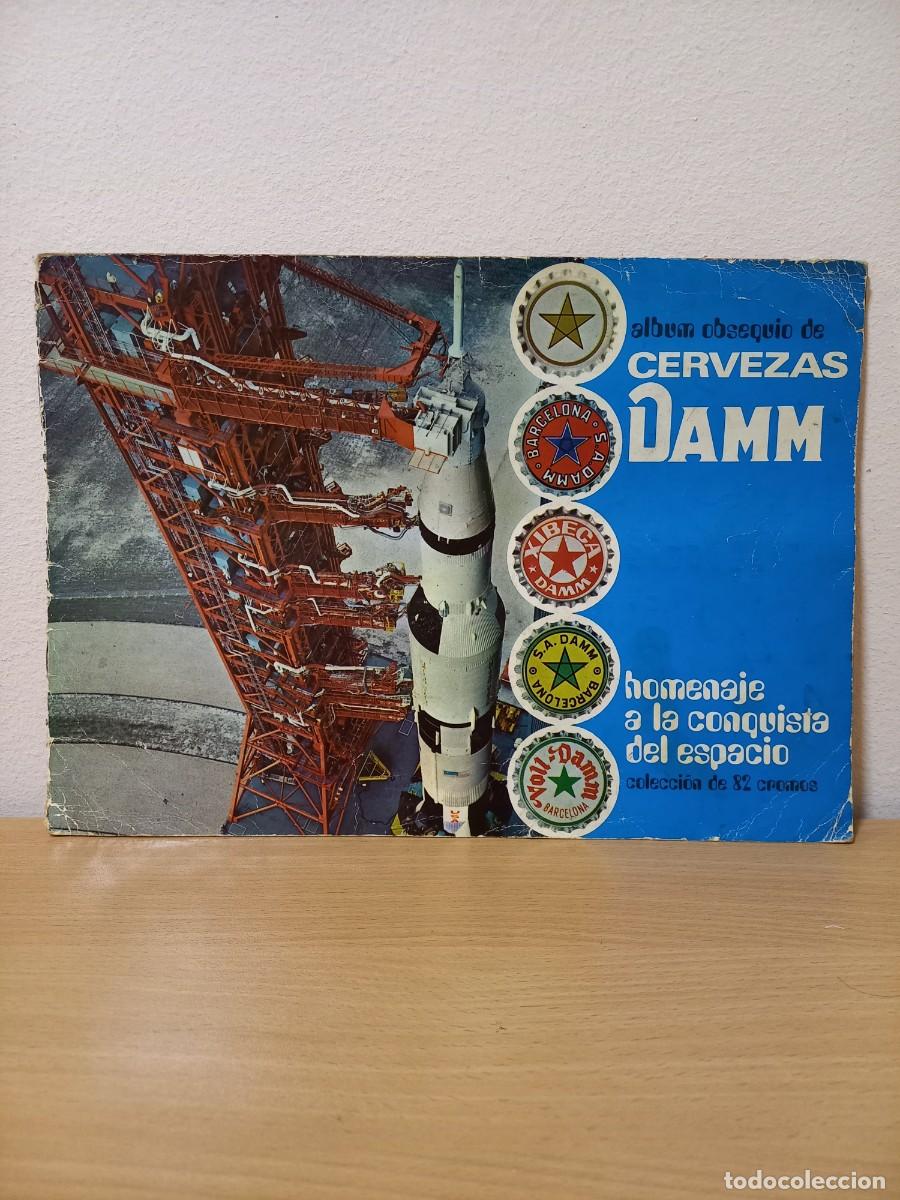 album obsequio de
CERVEZAS
DAMM
BARCELONA · S.A. DAMM ·
XIBECA
DAMM
S.A. DAMM
BARCELONA
Voll-Damm
BARCELONA
homenaje
a la conquista
del espacio
colección de 82 cromos
todocoleccion